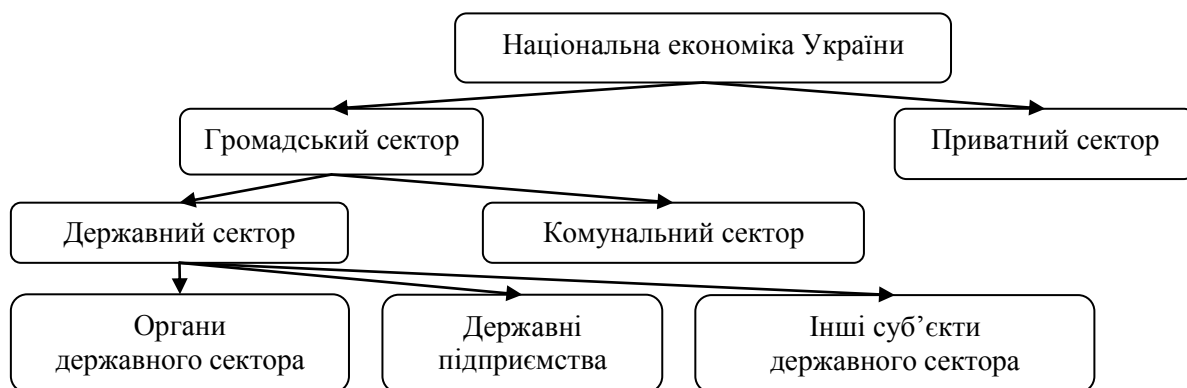 Національна економіка України
Громадський сектор
Приватний сектор
Державний сектор
Комунальний сектор
Органи
державного сектора
Державні
підприємства
Інші суб’єкти
державного сектора